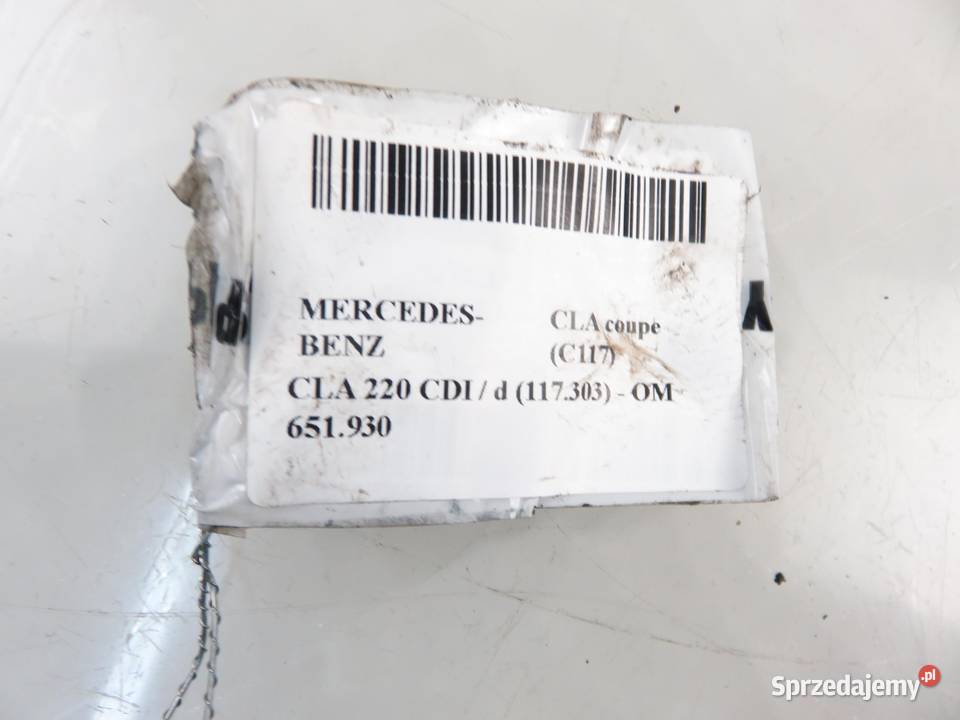 MERCEDES-
BENZ
CLA coupe
(C117)
CLA 220 CDI / d (117.303) - OM
651.930
Sprzedajemy.pl